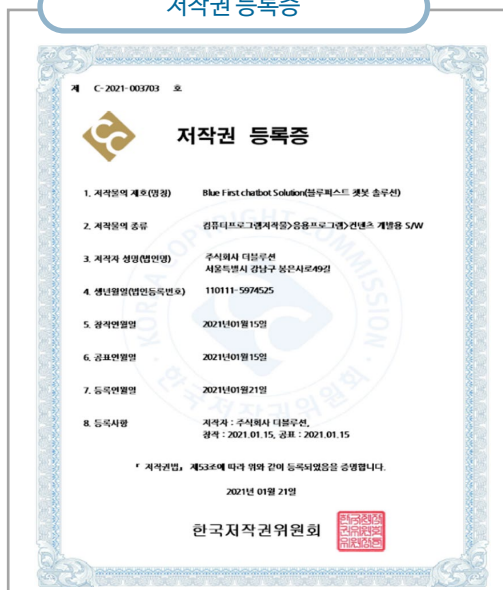 저작권 등록증
제 C-2021-003703 호
저작권 등록증
1. 저작물의 제호(명칭) Blue First chatbot Solution(블루퍼스트 챗봇 솔루션)
2. 저작물의 종류 컴퓨터프로그램저작물>응용프로그램>컨텐츠 개발용 S/W
3. 저작자 성명(법인명) 주식회사 더블루션
서울특별시 강남구 봉은사로49길
4. 생년월일(법인등록번호) 110111-5974525
5. 창작연월일 2021년01월15일
6. 공표연월일 2021년01월15일
7. 등록연월일 2021년01월21일
8. 등록사항 저작자 : 주식회사 더블루션,
창작 : 2021.01.15, 공표 : 2021.01.15
『 저작권법』 제53조에 따라 위와 같이 등록되었음을 증명합니다.
2021년 01월 21일
한국저작권위원회
KOREA COPYRIGHT COMMISSION
한국저작권위원회